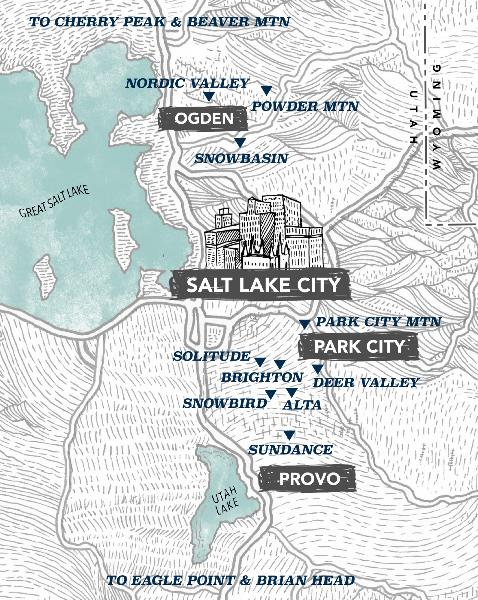 TO CHERRY PEAK & BEAVER MTN
NORDIC VALLEY
POWDER MTN
OGDEN
SNOWBASIN
UTAH
WYOMING
GREAT SALT LAKE
SALT LAKE CITY
PARK CITY MTN
PARK CITY
SOLITUDE
BRIGHTON
DEER VALLEY
SNOWBIRD
ALTA
SUNDANCE
PROVO
UTAH
LAKE
TO EAGLE POINT & BRIAN HEAD